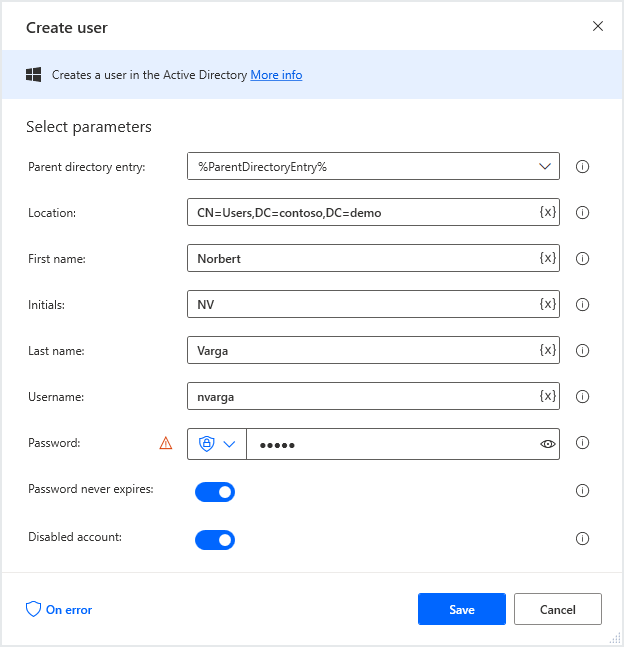 Create user
Creates a user in the Active Directory More info
Select parameters
Parent directory entry: %ParentDirectoryEntry%
Location: CN=Users,DC=contoso,DC=demo {x}
First name: Norbert {x}
Initials: NV {x}
Last name: Varga {x}
Username: nvarga {x}
Password: •••••
Password never expires:
Disabled account:
On error Save Cancel